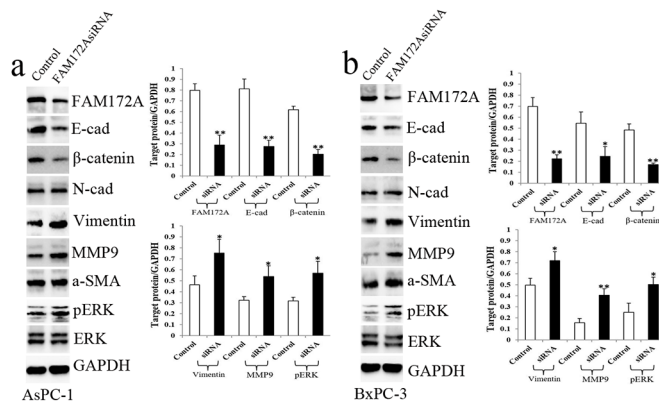 a
Control
FAM172AsiRNA
FAM172A
E-cad
β-catenin
N-cad
Vimentin
MMP9
a-SMA
pERK
ERK
GAPDH
AsPC-1
Target protein/GAPDH
1
0.9
0.8
0.7
0.6
0.5
0.4
0.3
0.2
0.1
0
** ** **
Control siRNA Control siRNA Control siRNA
FAM172A E-cad β-catenin
Target protein/GAPDH
1
0.9
0.8
0.7
0.6
0.5
0.4
0.3
0.2
0.1
0
* * *
Control siRNA Control siRNA Control siRNA
Vimentin MMP9 pERK
b
Control
FAM172AsiRNA
FAM172A
E-cad
β-catenin
N-cad
Vimentin
MMP9
a-SMA
pERK
ERK
GAPDH
BxPC-3
Target protein/GAPDH
1
0.9
0.8
0.7
0.6
0.5
0.4
0.3
0.2
0.1
0
** * **
Control siRNA Control siRNA Control siRNA
FAM172A E-cad β-catenin
Target protein/GAPDH
1
0.9
0.8
0.7
0.6
0.5
0.4
0.3
0.2
0.1
0
* ** *
Control siRNA Control siRNA Control siRNA
Vimentin MMP9 pERK